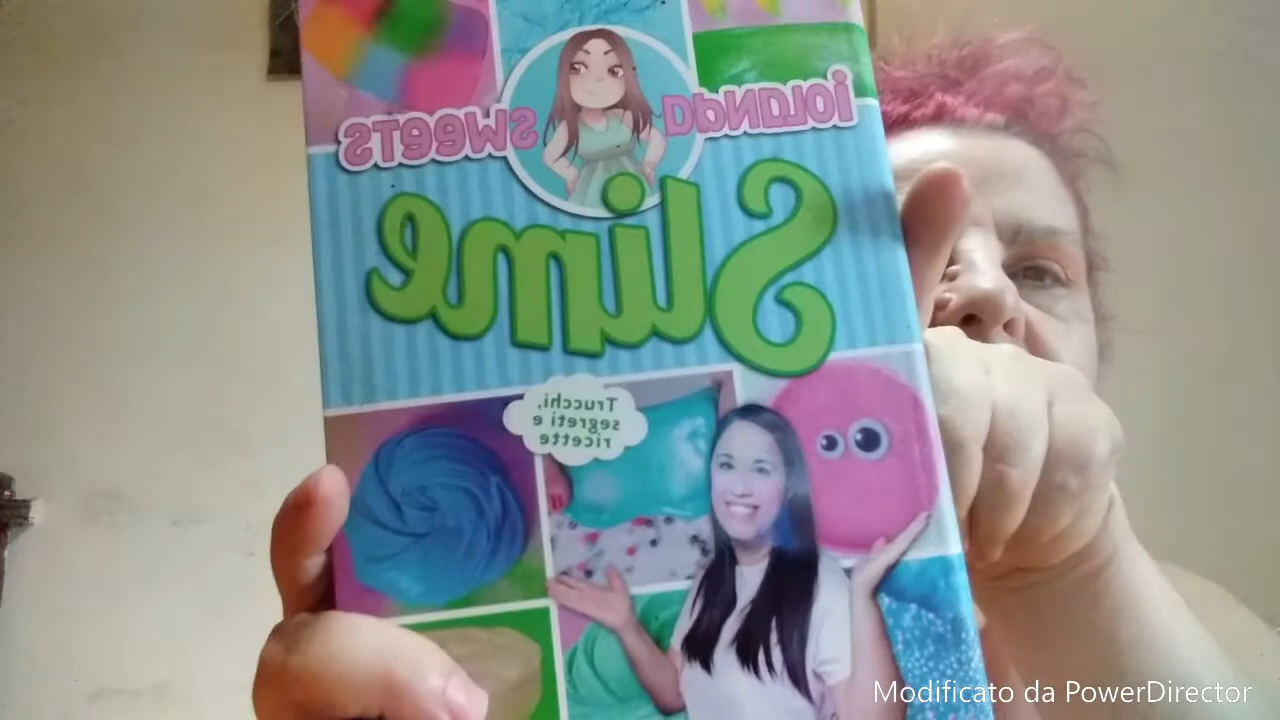 iOLANDA SWEETS
Slime
Trucchi,
segreti e
ricette
Modificato da PowerDirector